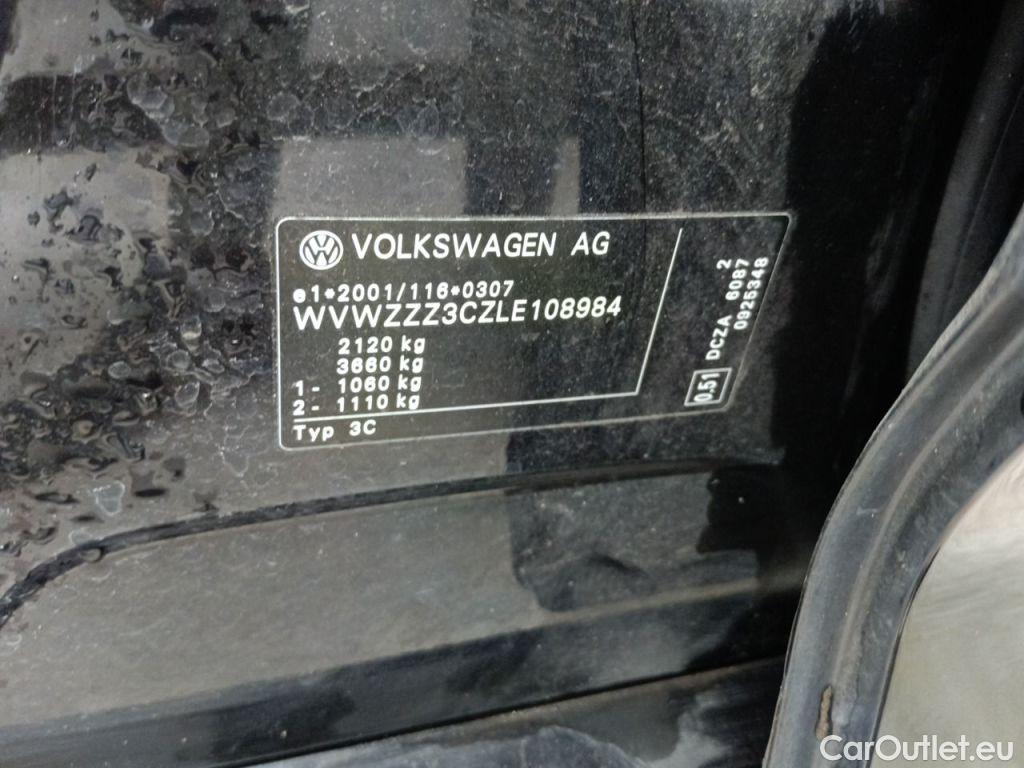 VOLKSWAGEN AG
e1*2001/116*0307
WVWZZZ3CZLE108984
2120 kg
3660 kg
1- 1060 kg
2- 1110 kg
Typ 3C
0.51 DCZA 6087 2
0925348
CarOutlet.eu